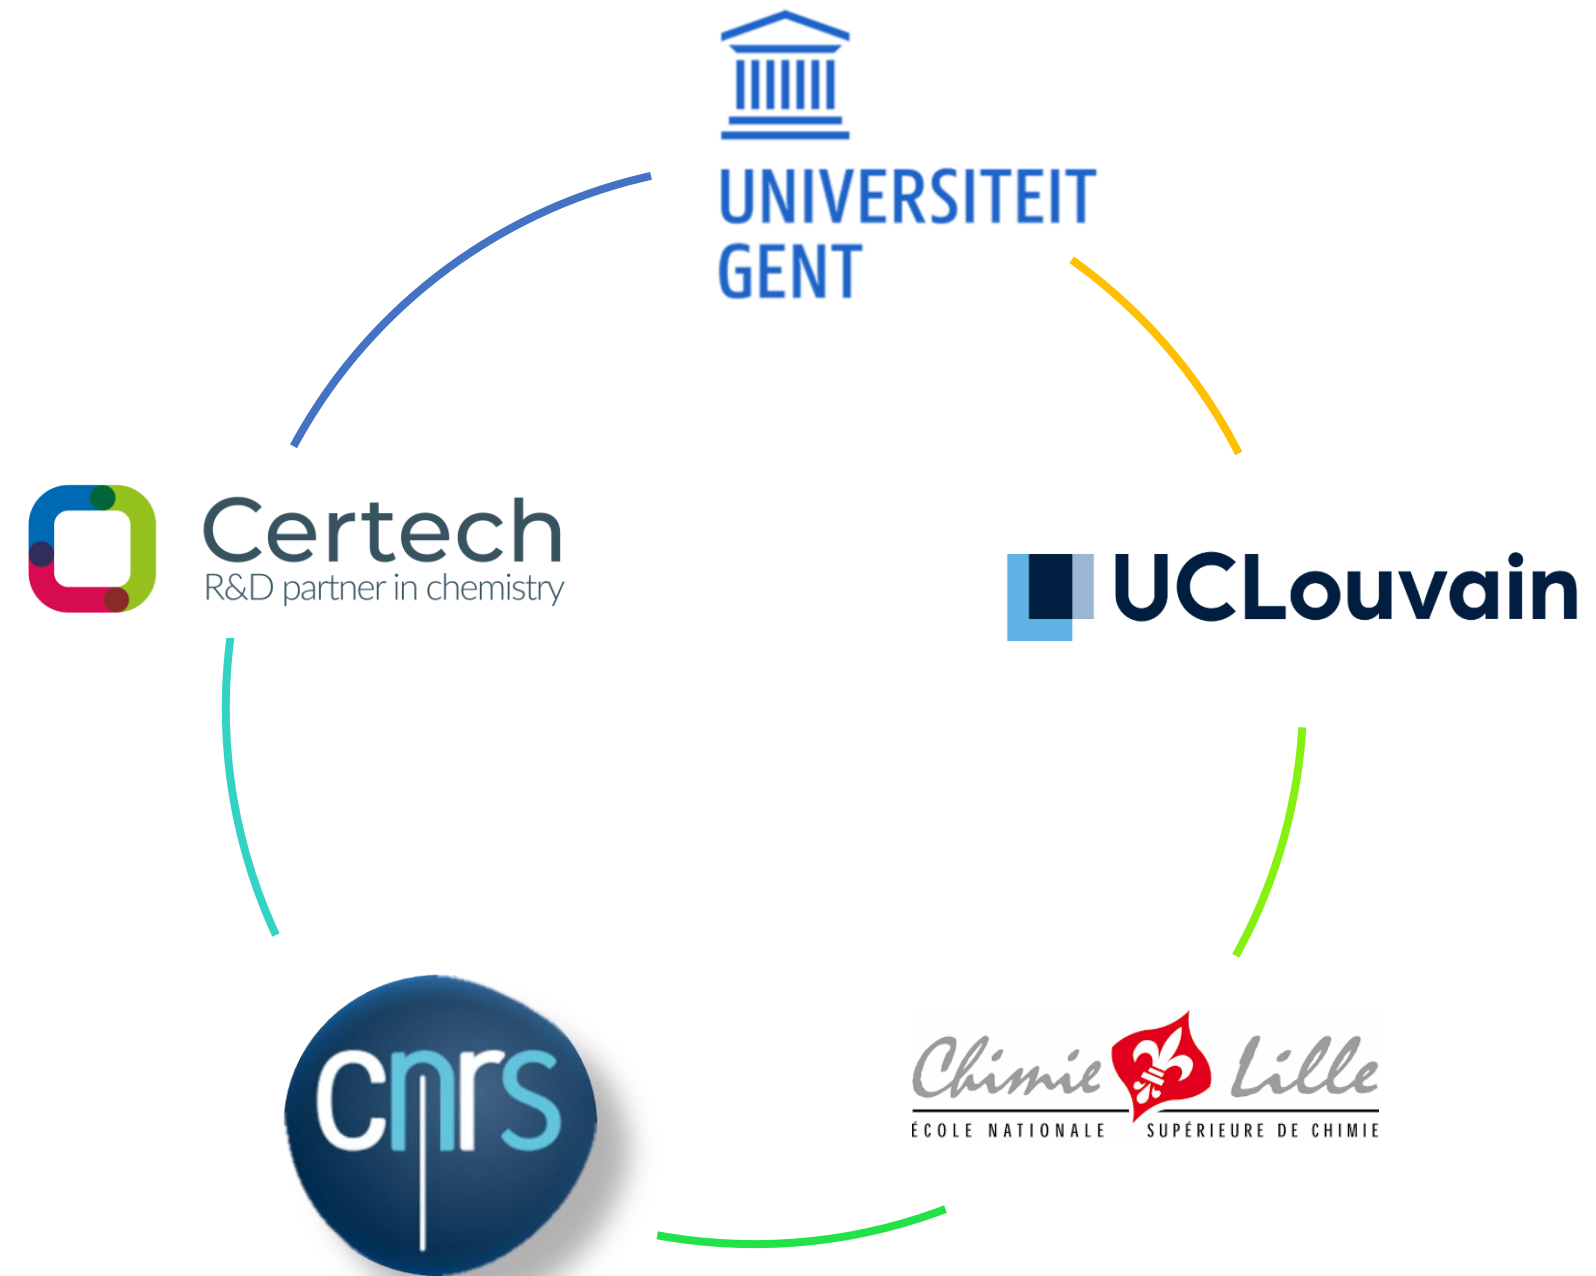 UNIVERSITEIT
GENT
Certech
R&D partner in chemistry
UCLouvain
cnrs
Chimie Lille
ÉCOLE NATIONALE SUPÉRIEURE DE CHIMIE